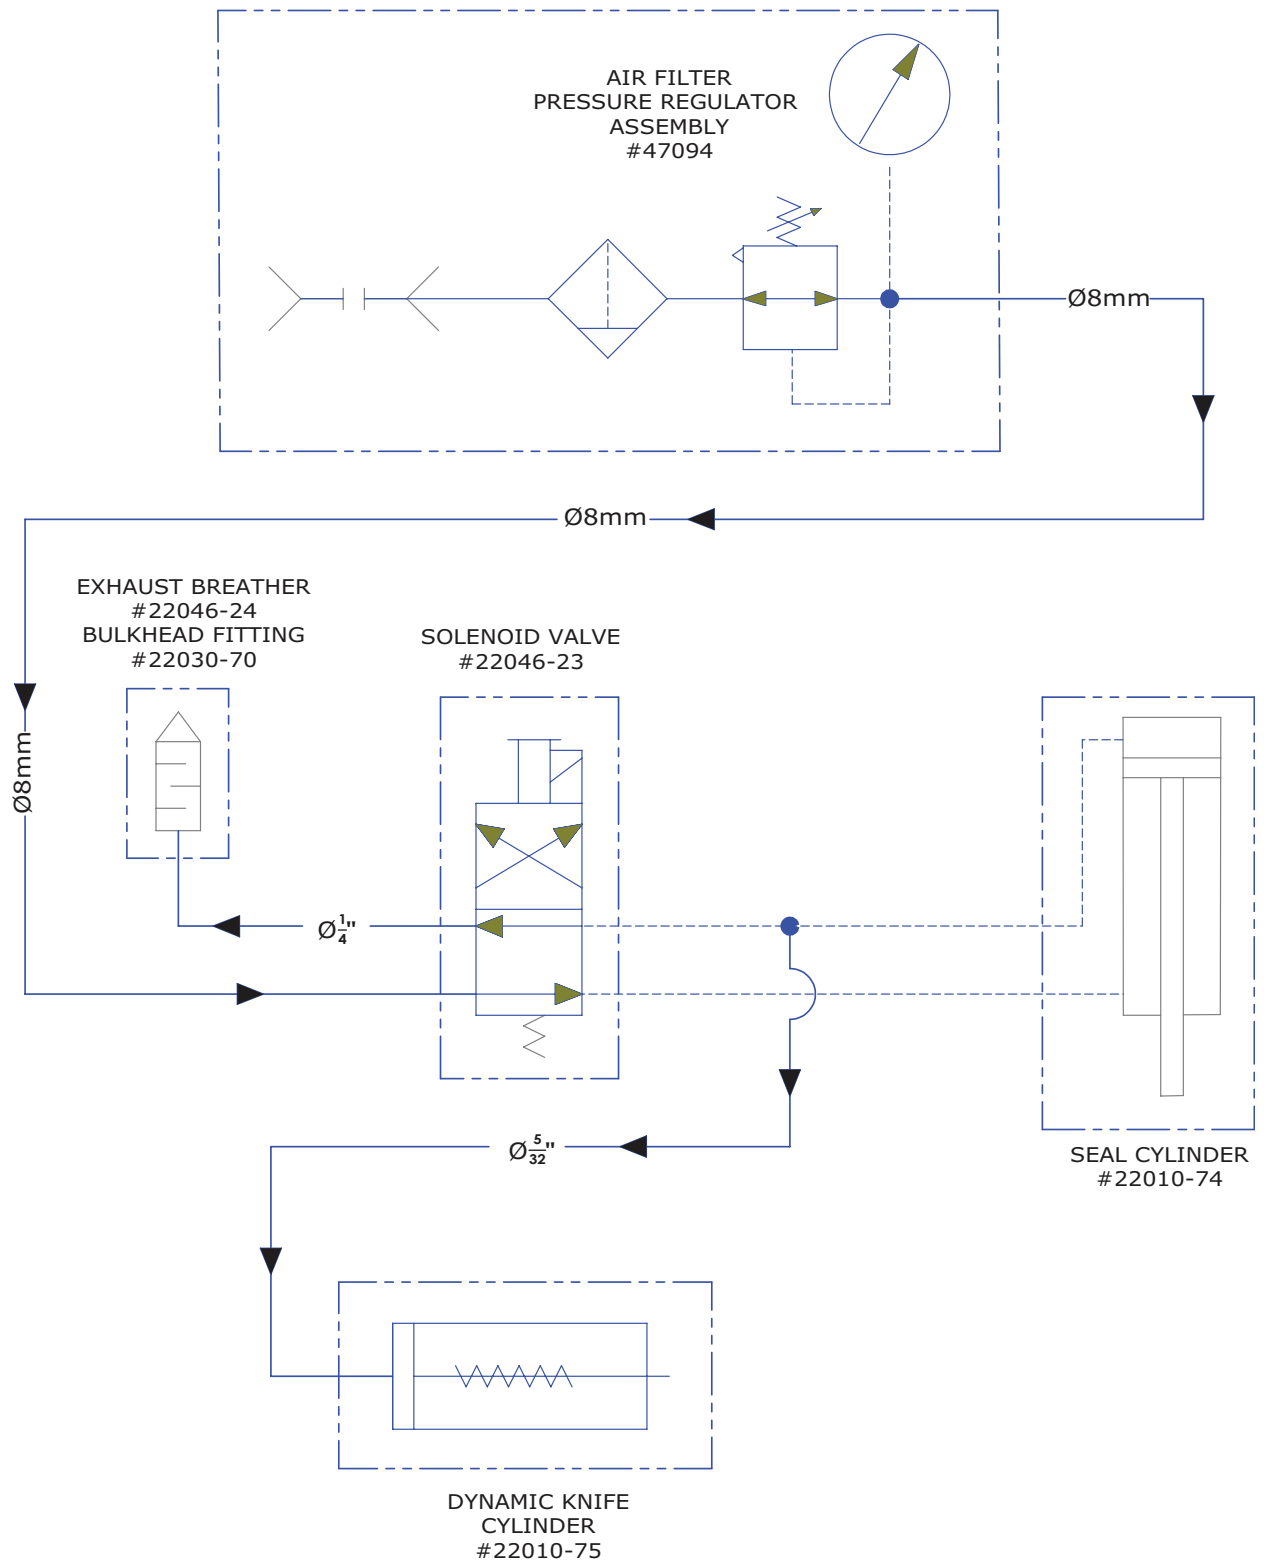 AIR FILTER
PRESSURE REGULATOR
ASSEMBLY
#47094
Ø8mm
Ø8mm
EXHAUST BREATHER
#22046-24
BULKHEAD FITTING
#22030-70
SOLENOID VALVE
#22046-23
Ø8mm
Ø1/4"
Ø5/32"
SEAL CYLINDER
#22010-74
DYNAMIC KNIFE
CYLINDER
#22010-75